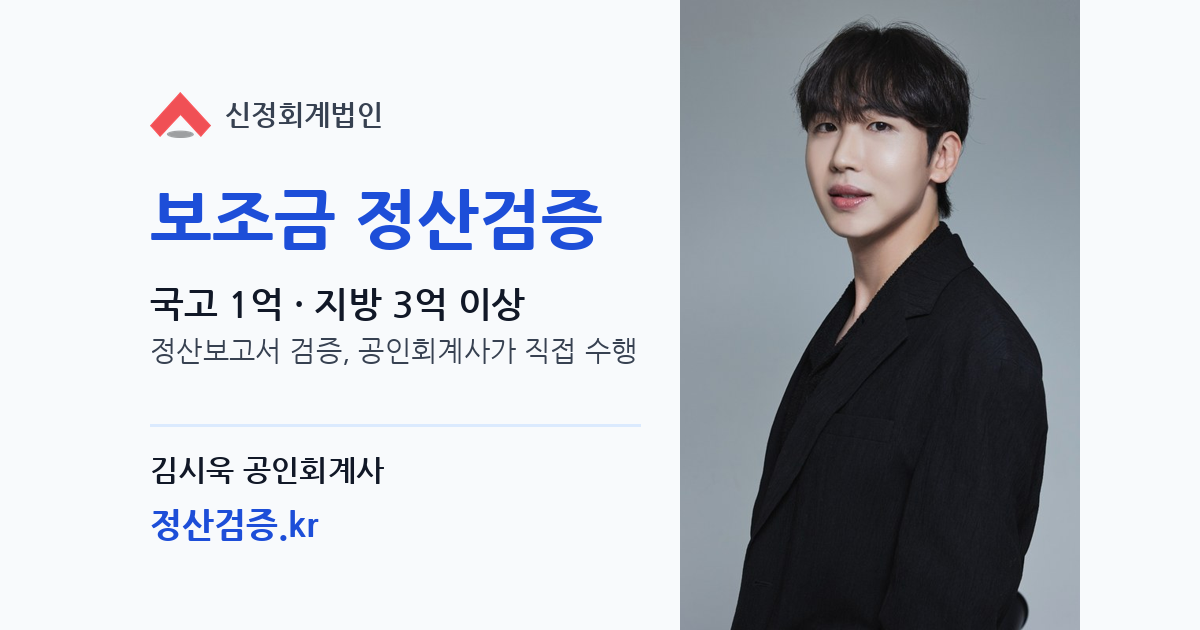 신정회계법인
보조금 정산검증
국고 1억 · 지방 3억 이상
정산보고서 검증, 공인회계사가 직접 수행
김시욱 공인회계사
정산검증.kr